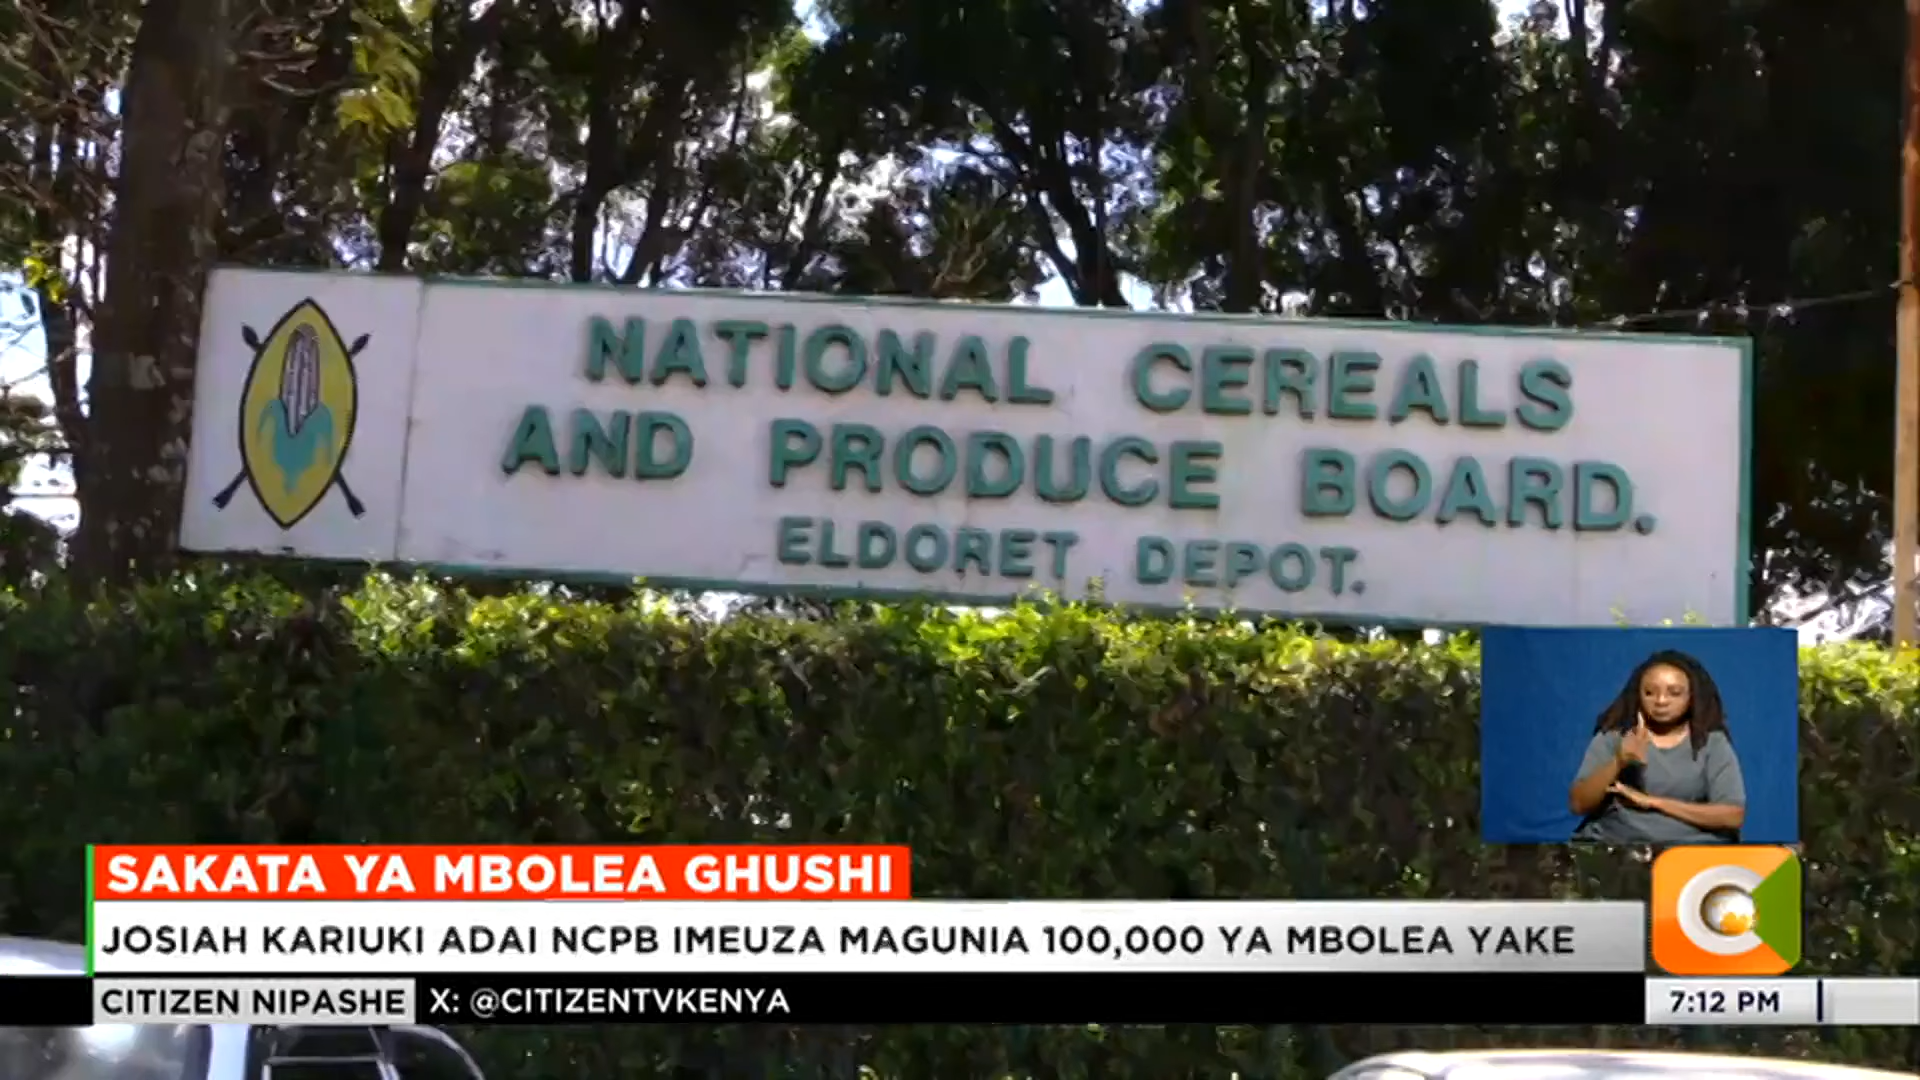 NATIONAL CEREALS
AND PRODUCE BOARD.
ELDORET DEPOT.
SAKATA YA MBOLEA GHUSHI
JOSIAH KARIUKI ADAI NCPB IMEUZA MAGUNIA 100,000 YA MBOLEA YAKE
CITIZEN NIPASHE X: @CITIZENTVKENYA
7:12 PM